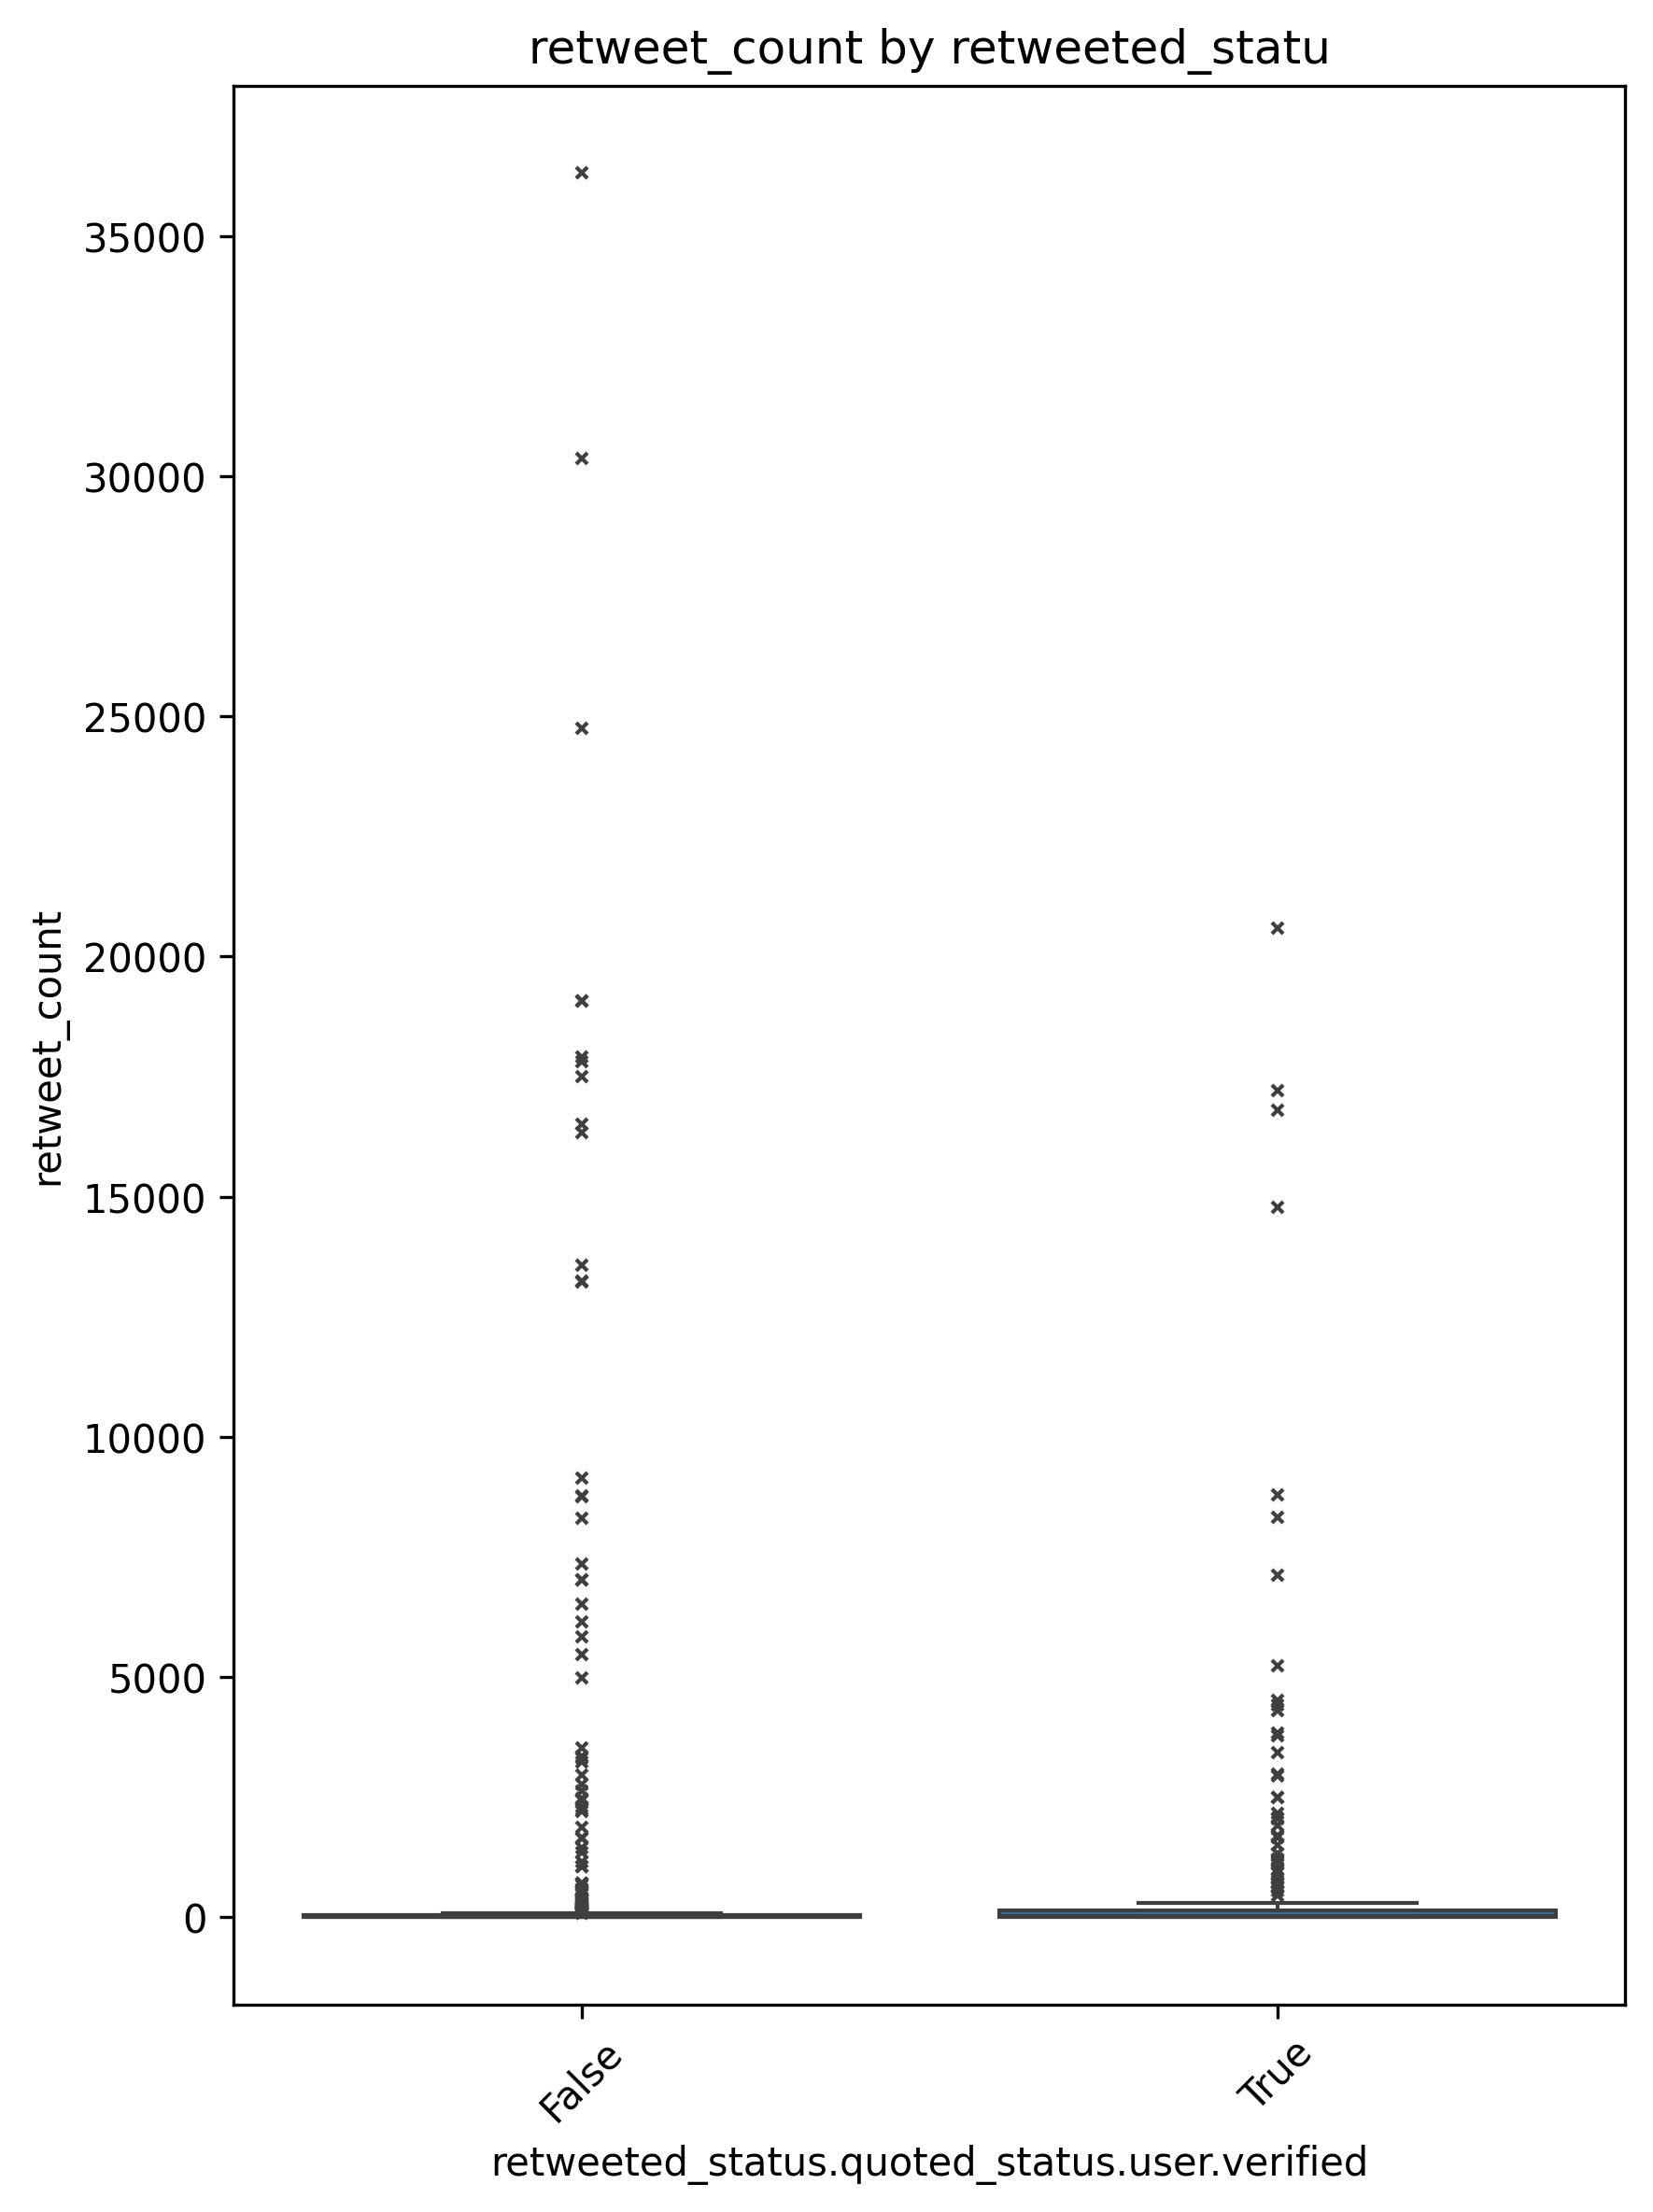 retweet_count by retweeted_statu
35000
30000
25000
20000
15000
10000
5000
0
retweet_count
False
True
retweeted_status.quoted_status.user.verified